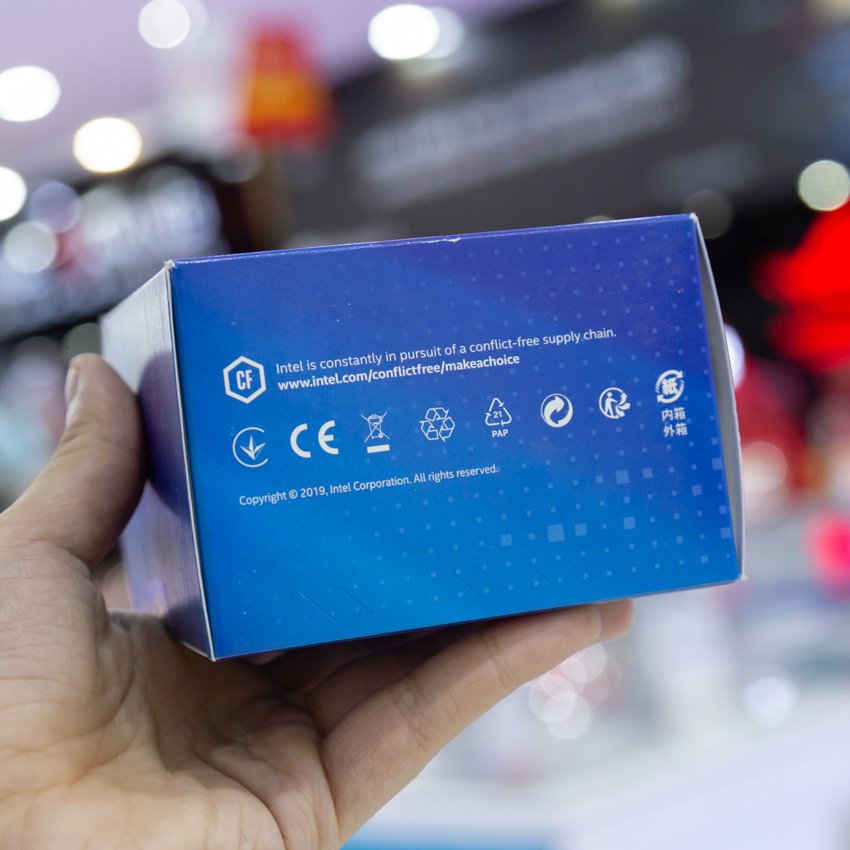 CF
Intel is constantly in pursuit of a conflict-free supply chain.
www.intel.com/conflictfree/makeachoice
CE
21
PAP
紙
内箱
外箱
Copyright © 2019, Intel Corporation. All rights reserved.